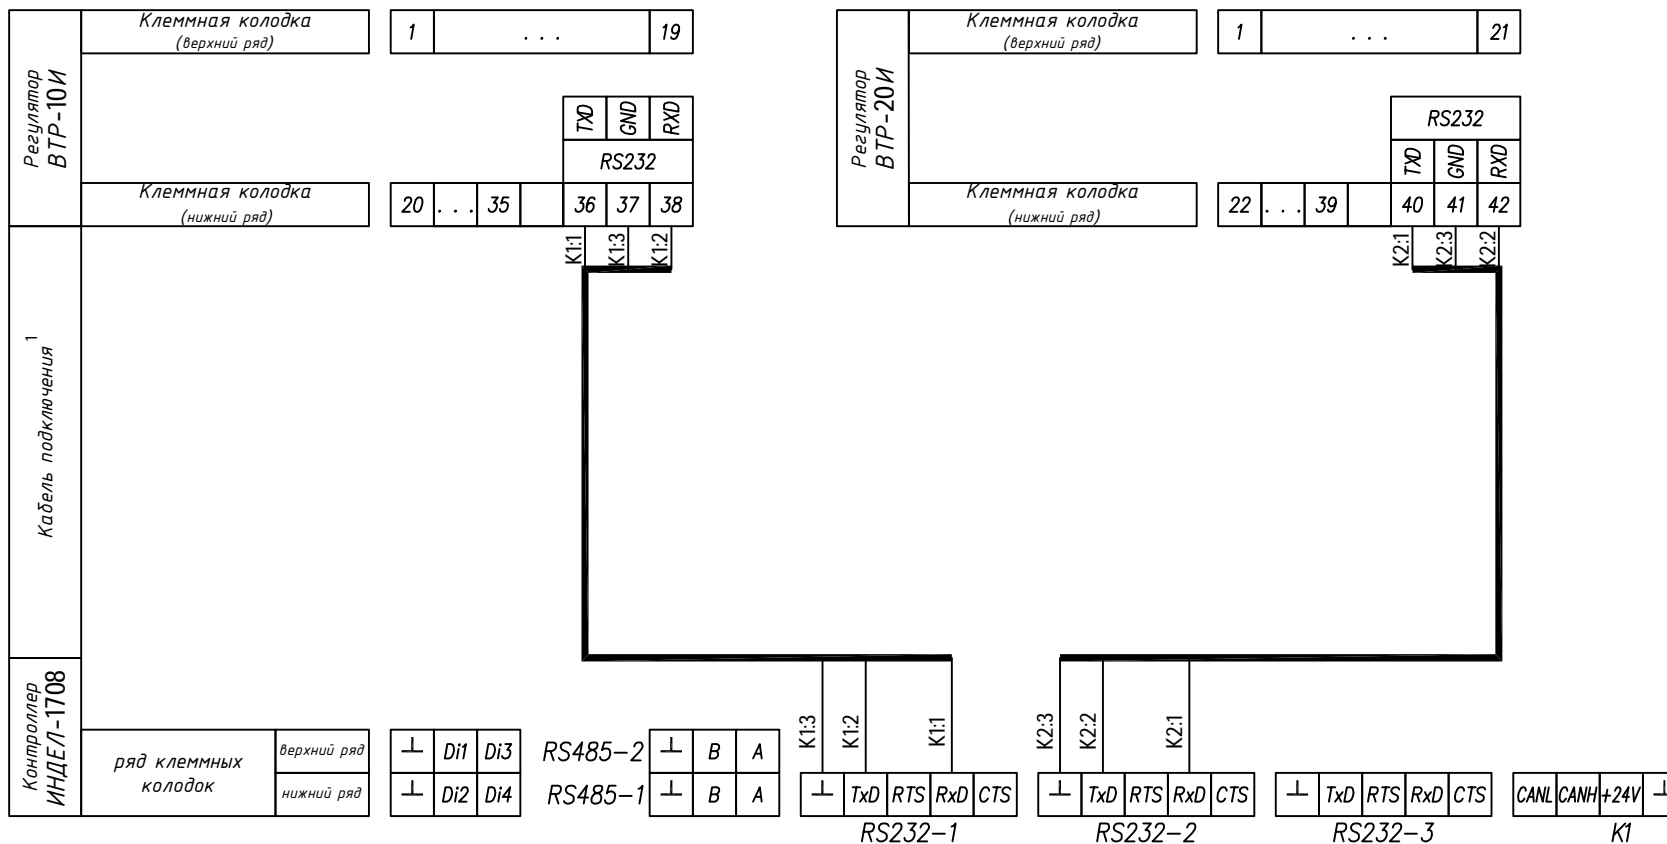 Регулятор
ВТР-10И
Клеммная колодка
(верхний ряд)
1 . . . 19
TXD GND RXD
RS232
Клеммная колодка
(нижний ряд)
20 . . . 35 36 37 38
K1:1 K1:3 K1:2
Регулятор
ВТР-20И
Клеммная колодка
(верхний ряд)
1 . . . 21
RS232
TXD GND RXD
Клеммная колодка
(нижний ряд)
22 . . . 39 40 41 42
K2:1 K2:3 K2:2
Кабель подключения 1
K1:3 K1:2 K1:1
K2:3 K2:2 K2:1
Контроллер
ИНДЕЛ-1708
ряд клеммных
колодок
верхний ряд
нижний ряд
⊥ Di1 Di3 RS485-2 ⊥ B A
⊥ Di2 Di4 RS485-1 ⊥ B A
⊥ TxD RTS RxD CTS
RS232-1
⊥ TxD RTS RxD CTS
RS232-2
⊥ TxD RTS RxD CTS
RS232-3
CANL CANH +24V ⊥
K1